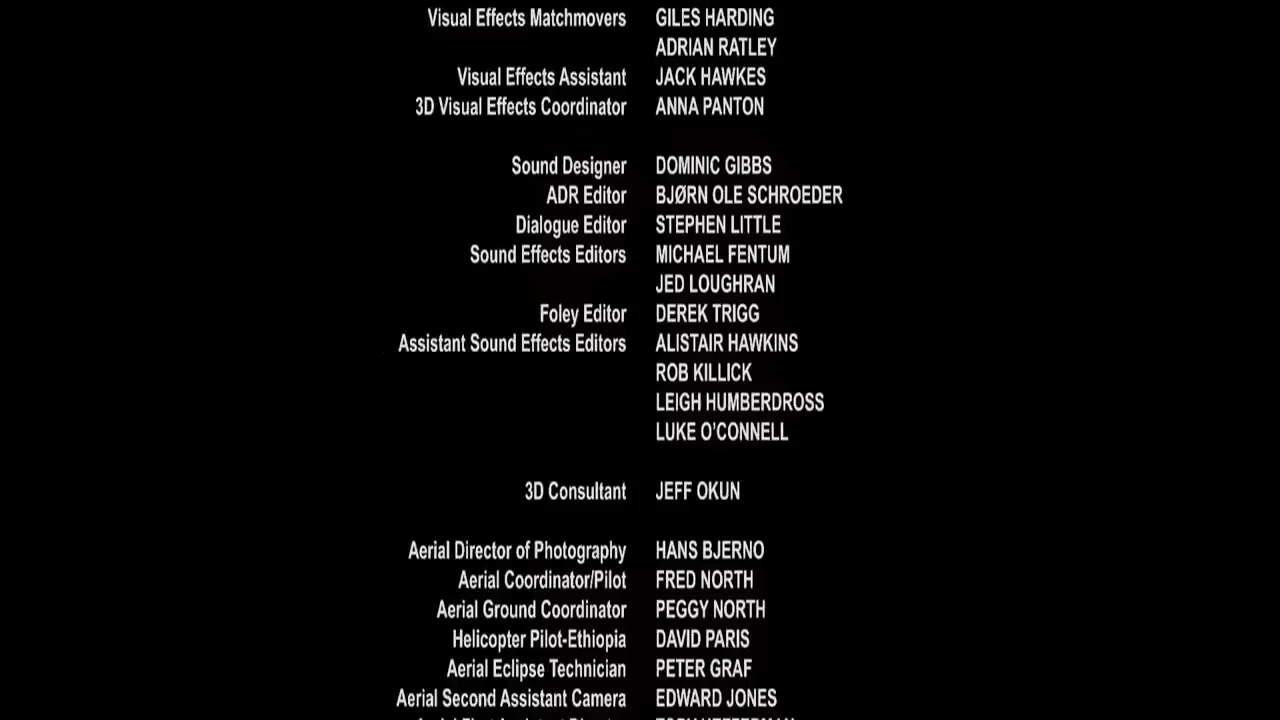 Visual Effects Matchmovers GILES HARDING
ADRIAN RATLEY
Visual Effects Assistant JACK HAWKES
3D Visual Effects Coordinator ANNA PANTON
Sound Designer DOMINIC GIBBS
ADR Editor BJØRN OLE SCHROEDER
Dialogue Editor STEPHEN LITTLE
Sound Effects Editors MICHAEL FENTUM
JED LOUGHRAN
Foley Editor DEREK TRIGG
Assistant Sound Effects Editors ALISTAIR HAWKINS
ROB KILLICK
LEIGH HUMBERDROSS
LUKE O'CONNELL
3D Consultant JEFF OKUN
Aerial Director of Photography HANS BJERNO
Aerial Coordinator/Pilot FRED NORTH
Aerial Ground Coordinator PEGGY NORTH
Helicopter Pilot-Ethiopia DAVID PARIS
Aerial Eclipse Technician PETER GRAF
Aerial Second Assistant Camera EDWARD JONES